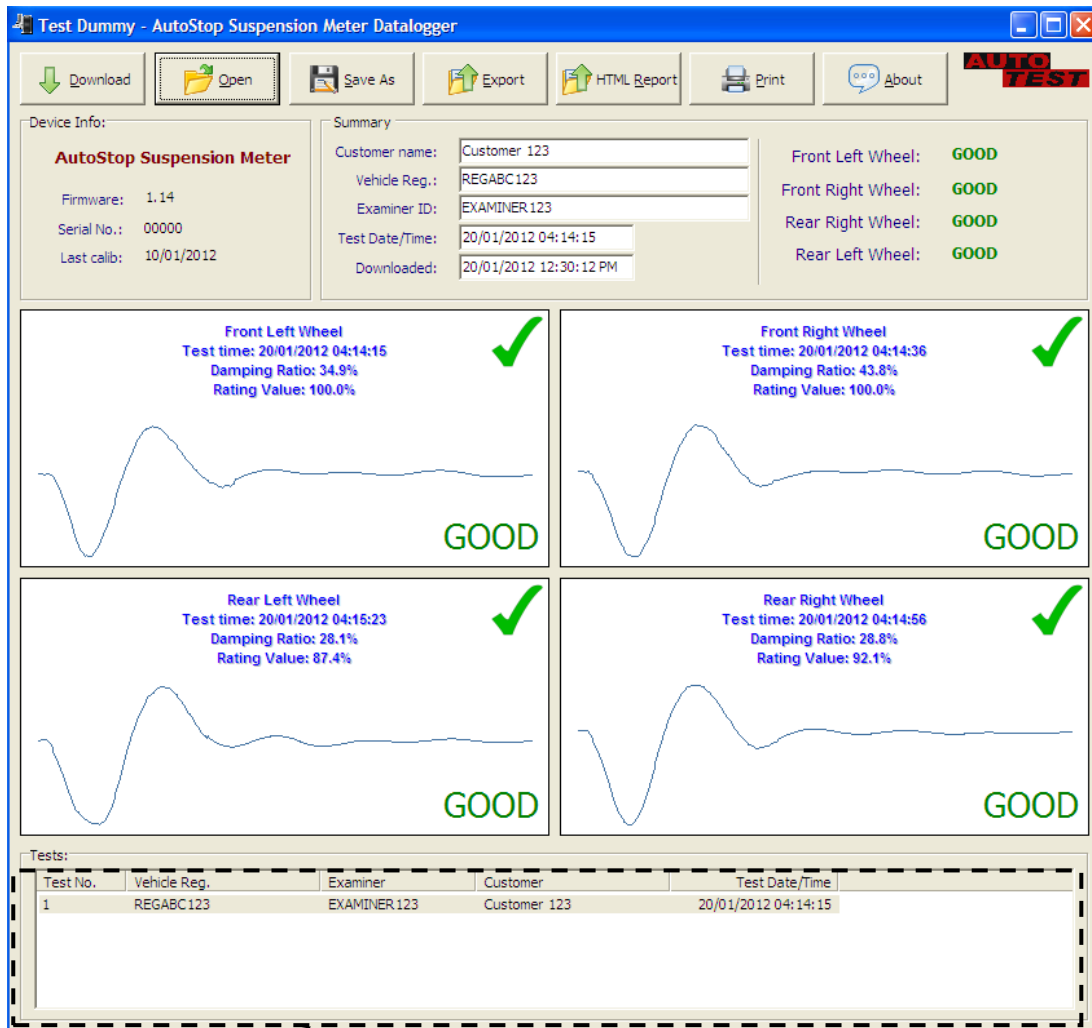 Test Dummy - AutoStop Suspension Meter Datalogger
Download Open Save As Export HTML Report Print About AUTO TEST
Device Info:
AutoStop Suspension Meter
Firmware: 1.14
Serial No.: 00000
Last calib: 10/01/2012
Summary
Customer name: Customer 123
Vehicle Reg.: REGABC123
Examiner ID: EXAMINER123
Test Date/Time: 20/01/2012 04:14:15
Downloaded: 20/01/2012 12:30:12 PM
Front Left Wheel: GOOD
Front Right Wheel: GOOD
Rear Right Wheel: GOOD
Rear Left Wheel: GOOD
Front Left Wheel
Test time: 20/01/2012 04:14:15
Damping Ratio: 34.9%
Rating Value: 100.0%
GOOD
Front Right Wheel
Test time: 20/01/2012 04:14:36
Damping Ratio: 43.8%
Rating Value: 100.0%
GOOD
Rear Left Wheel
Test time: 20/01/2012 04:15:23
Damping Ratio: 28.1%
Rating Value: 87.4%
GOOD
Rear Right Wheel
Test time: 20/01/2012 04:14:56
Damping Ratio: 28.8%
Rating Value: 92.1%
GOOD
Tests:
Test No. Vehicle Reg. Examiner Customer Test Date/Time
1 REGABC123 EXAMINER123 Customer 123 20/01/2012 04:14:15